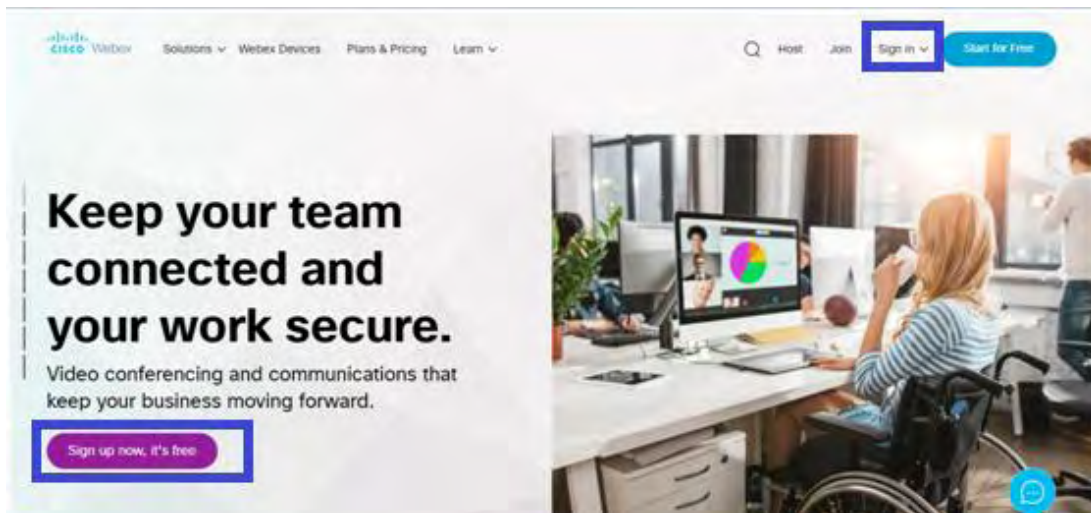 CISCO Webex
Solutions
Webex Devices
Plans & Pricing
Learn
Host
Join
Sign in
Start for Free
Keep your team
connected and
your work secure.
Video conferencing and communications that
keep your business moving forward.
Sign up now, it's free